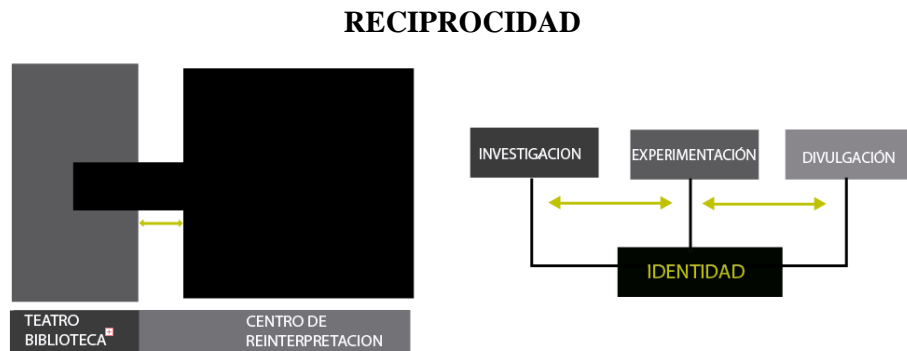 RECIPROCIDAD
INVESTIGACION
EXPERIMENTACIÓN
DIVULGACIÓN
IDENTIDAD
TEATRO
BIBLIOTECA
CENTRO DE
REINTERPRETACION